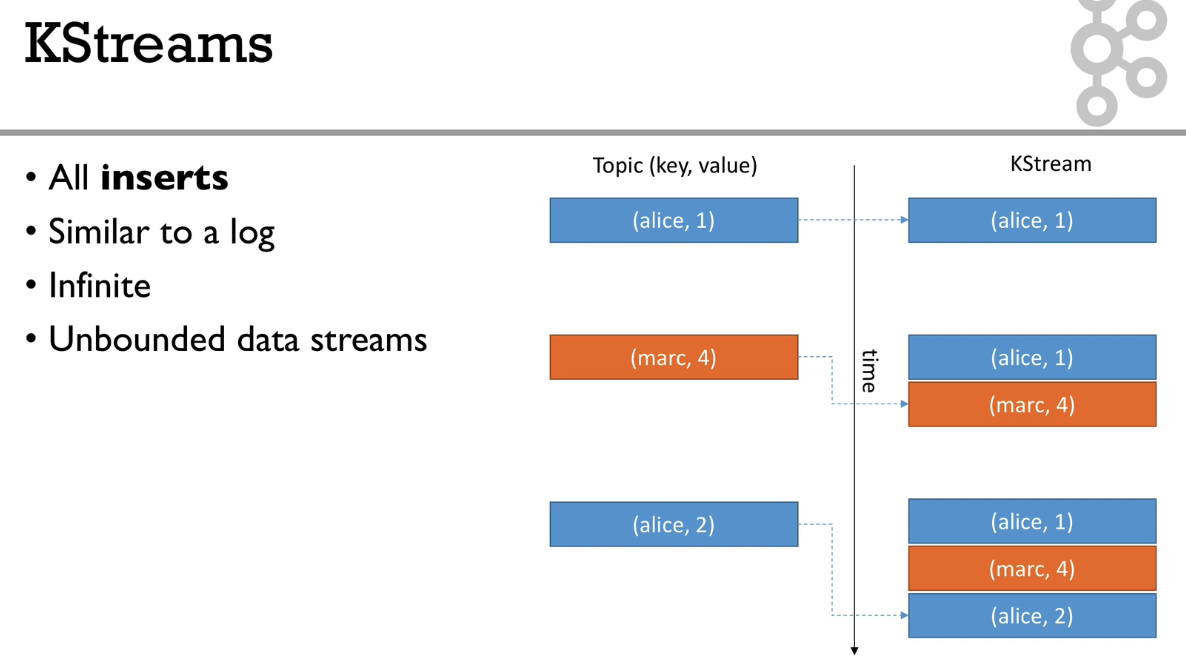 KStreams
• All inserts
• Similar to a log
• Infinite
• Unbounded data streams
Topic (key, value)
KStream
(alice, 1)
(alice, 1)
(marc, 4)
time
(alice, 1)
(marc, 4)
(alice, 2)
(alice, 1)
(marc, 4)
(alice, 2)